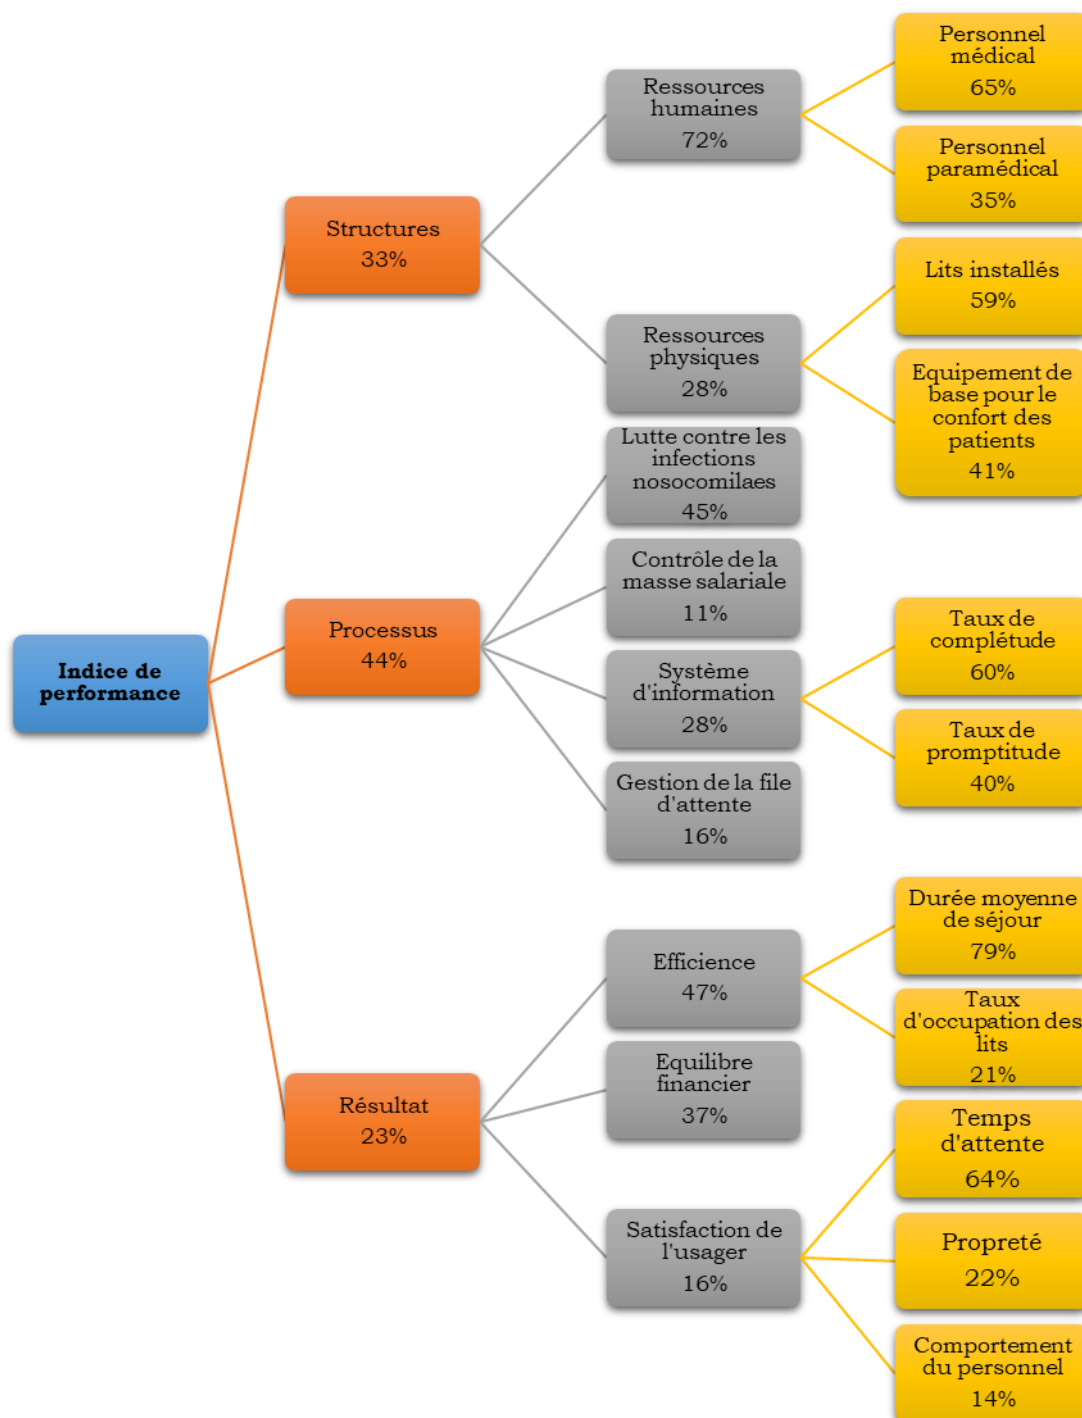 Indice de
performance
Structures
33%
Ressources
humaines
72%
Personnel
médical
65%
Personnel
paramédical
35%
Ressources
physiques
28%
Lits installés
59%
Equipement de
base pour le
confort des
patients
41%
Processus
44%
Lutte contre les
infections
nosocomilaes
45%
Contrôle de la
masse salariale
11%
Système
d'information
28%
Taux de
complétude
60%
Taux de
promptitude
40%
Gestion de la file
d'attente
16%
Résultat
23%
Efficience
47%
Durée moyenne
de séjour
79%
Taux
d'occupation des
lits
21%
Equilibre
financier
37%
Satisfaction de
l'usager
16%
Temps
d'attente
64%
Propreté
22%
Comportement
du personnel
14%